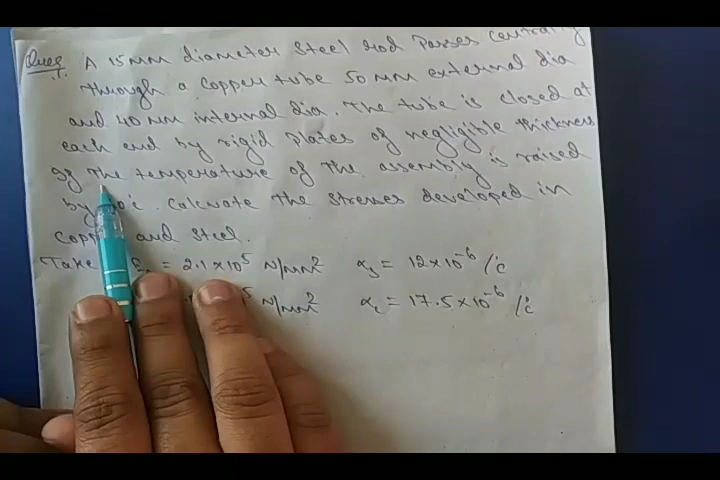 Ques 1. A 15 MM diameter steel rod Passes centrally
through a copper tube 50 MM external dia
and 40 MM internal dia. The tube is closed at
each end by rigid Plates of negligible thickness
If the temperature of the assembly is raised
by 0°c. calculate the stresses developed in
and steel.
Take = 2.1 × 10⁵ N/MM² αs = 12 × 10⁻⁶ /°c
N/MM² αc = 17.5 × 10⁻⁶ /°c